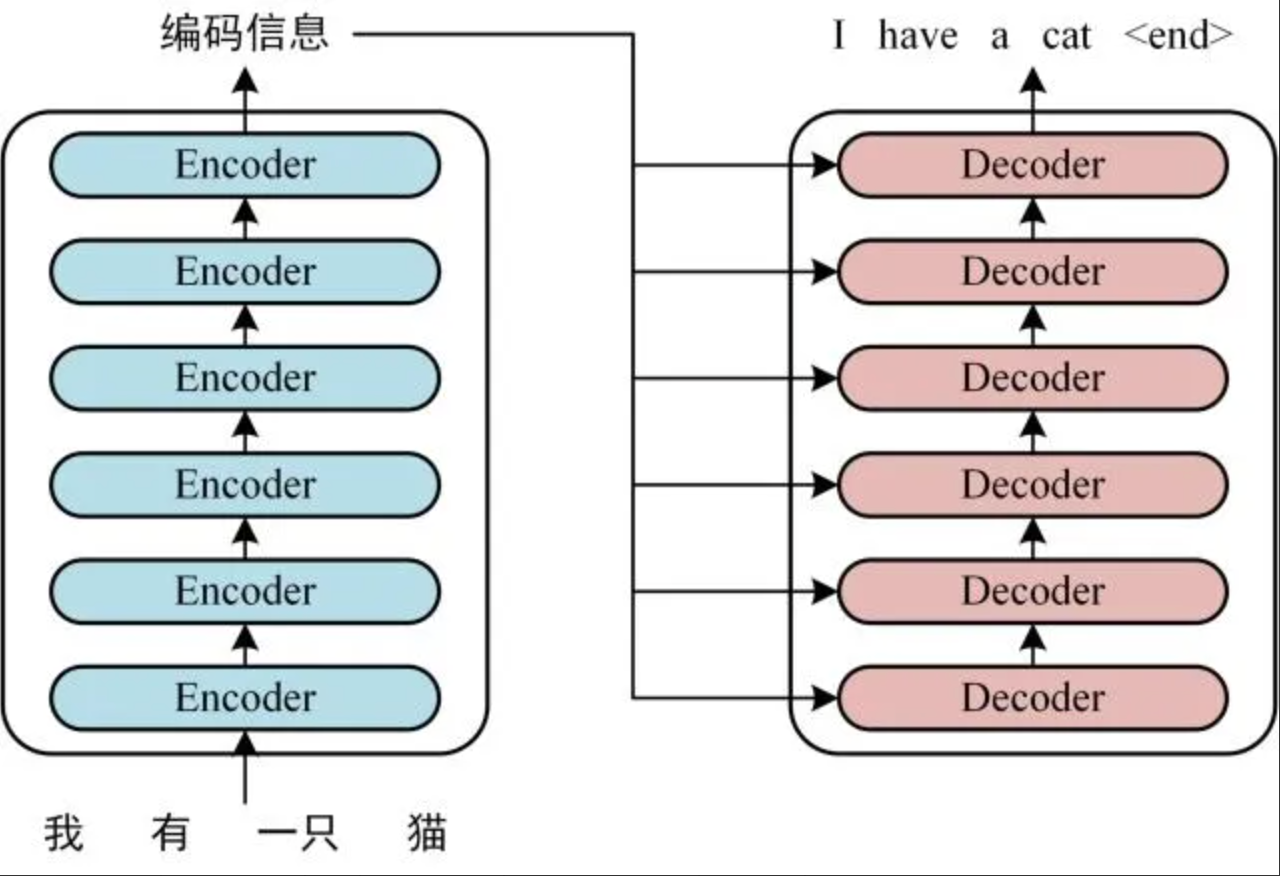 编码信息
I have a cat <end>
Encoder
Encoder
Encoder
Encoder
Encoder
Encoder
Decoder
Decoder
Decoder
Decoder
Decoder
Decoder
我 有 一只 猫